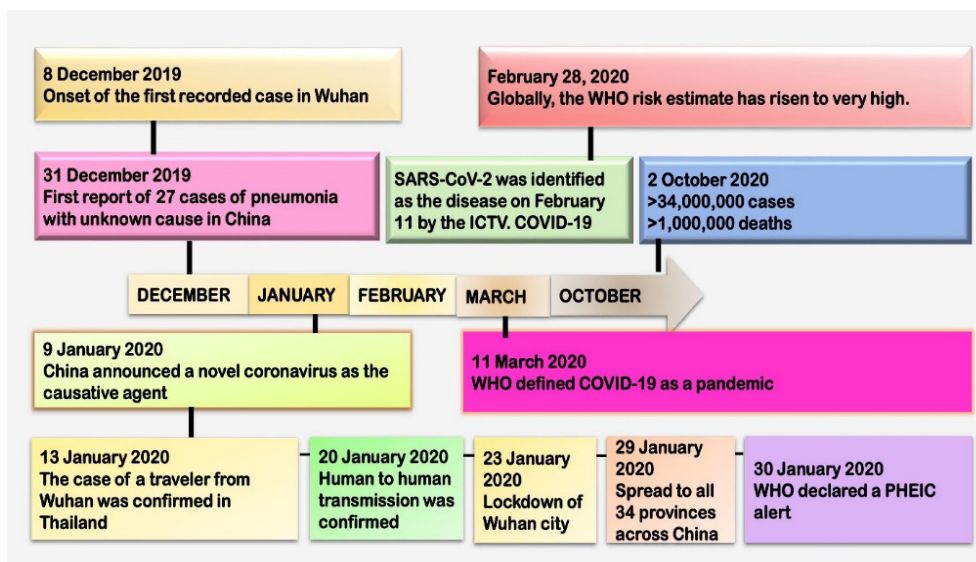 8 December 2019
Onset of the first recorded case in Wuhan
February 28, 2020
Globally, the WHO risk estimate has risen to very high.
31 December 2019
First report of 27 cases of pneumonia
with unknown cause in China
SARS-CoV-2 was identified
as the disease on February
11 by the ICTV. COVID-19
2 October 2020
>34,000,000 cases
>1,000,000 deaths
DECEMBER
JANUARY
FEBRUARY
MARCH
OCTOBER
9 January 2020
China announced a novel coronavirus as the
causative agent
11 March 2020
WHO defined COVID-19 as a pandemic
13 January 2020
The case of a traveler from
Wuhan was confirmed in
Thailand
20 January 2020
Human to human
transmission was
confirmed
23 January
2020
Lockdown of
Wuhan city
29 January
2020
Spread to all
34 provinces
across China
30 January 2020
WHO declared a PHEIC
alert